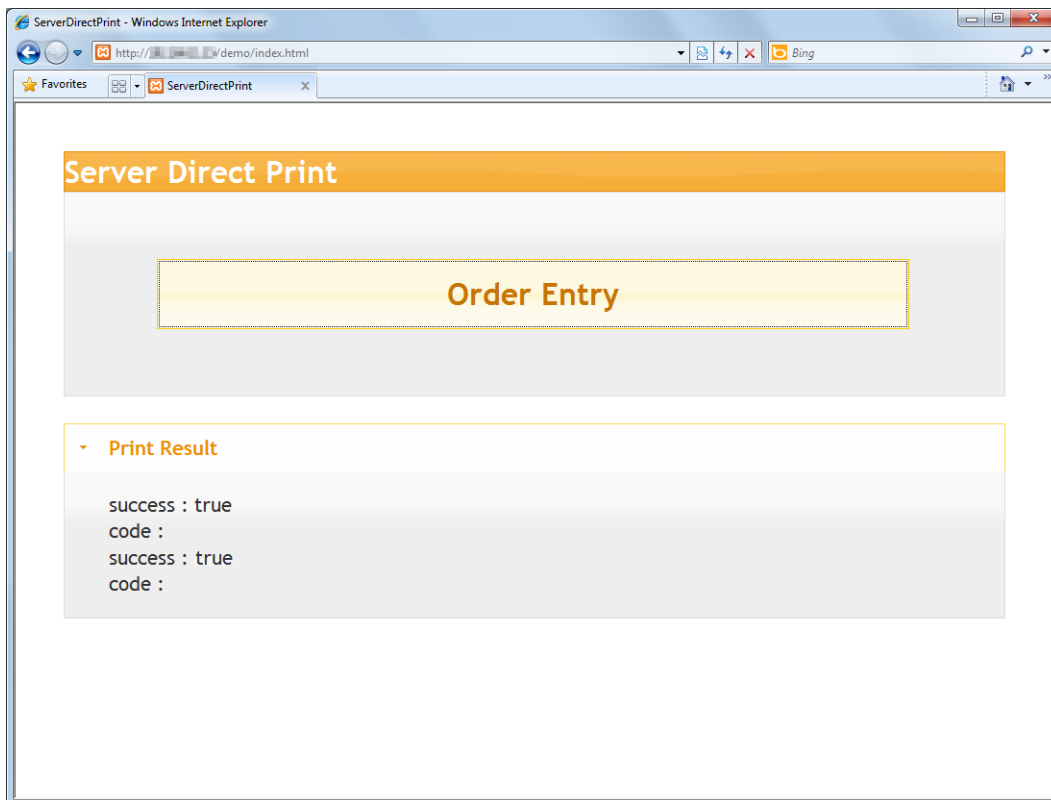 ServerDirectPrint - Windows Internet Explorer
http:// /demo/index.html
Bing
Favorites
ServerDirectPrint
Server Direct Print
Order Entry
Print Result
success : true
code :
success : true
code :